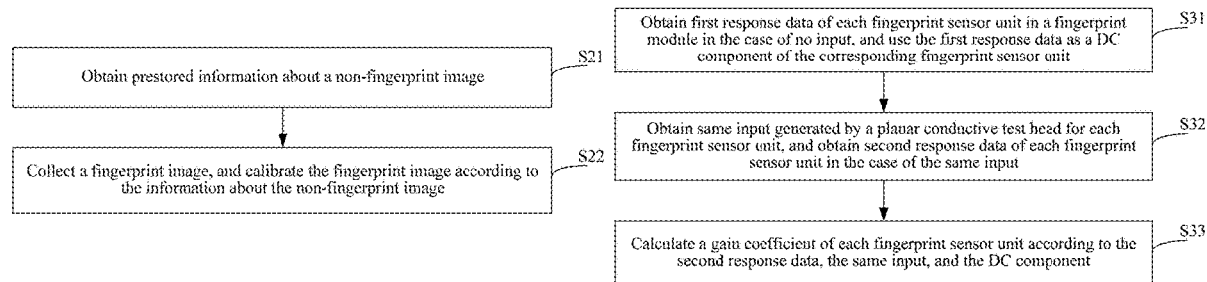 S21
Obtain prestored information about a non-fingerprint image
S22
Collect a fingerprint image, and calibrate the fingerprint image according to
the information about the non-fingerprint image
S31
Obtain first response data of each fingerprint sensor unit in a fingerprint
module in the case of no input, and use the first response data as a DC
component of the corresponding fingerprint sensor unit
S32
Obtain same input generated by a planar conductive test head for each
fingerprint sensor unit, and obtain second response data of each fingerprint
sensor unit in the case of the same input
S33
Calculate a gain coefficient of each fingerprint sensor unit according to the
second response data, the same input, and the DC component